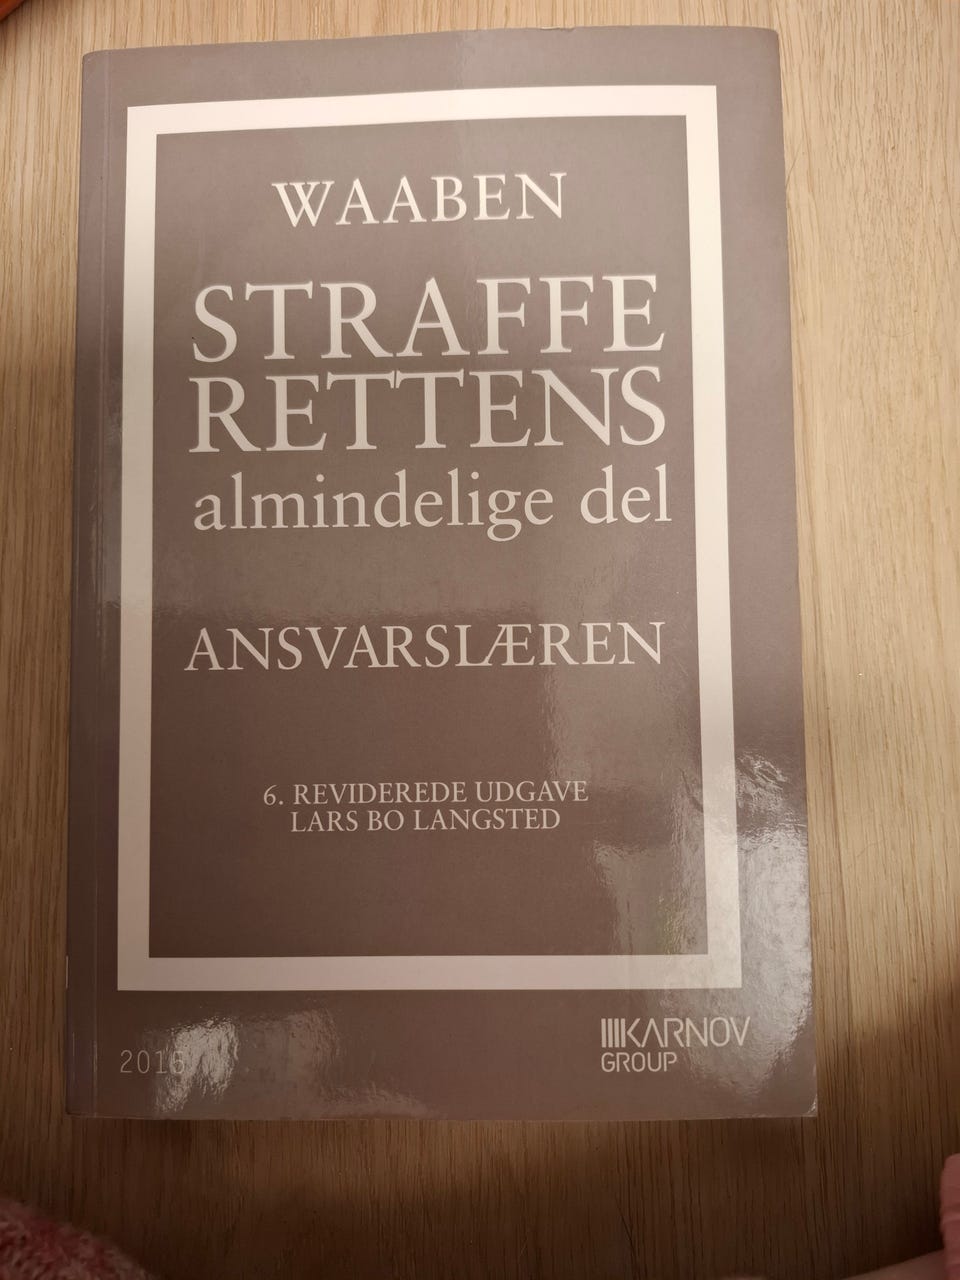 WAABEN
STRAFFE
RETTENS
almindelige del
ANSVARSLÆREN
6. REVIDEREDE UDGAVE
LARS BO LANGSTED
KARNOV
GROUP